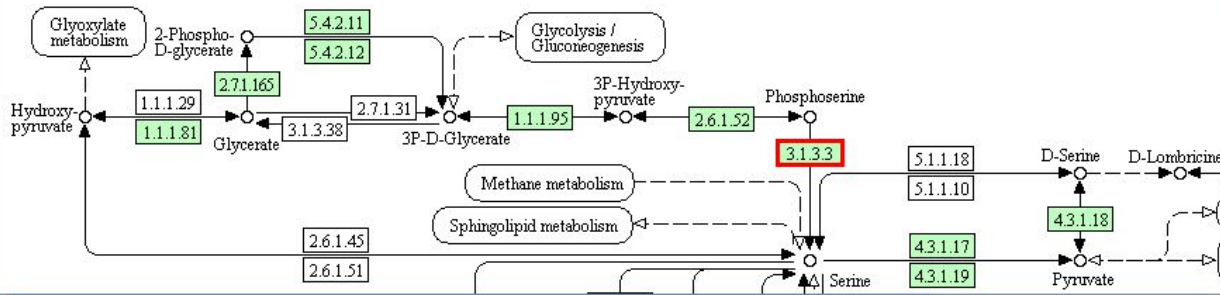 Glyoxylate
metabolism
2-Phospho-
D-glycerate
5.4.2.11
5.4.2.12
Glycolysis /
Gluconeogenesis
2.7.1.165
3P-Hydroxy-
pyruvate
Phosphoserine
Hydroxy-
pyruvate
1.1.1.29
1.1.1.81
Glycerate
2.7.1.31
3.1.3.38
3P-D-Glycerate
1.1.1.95
2.6.1.52
3.1.3.3
Methane metabolism
5.1.1.18
5.1.1.10
D-Serine
D-Lombricine
Sphingolipid metabolism
4.3.1.18
2.6.1.45
2.6.1.51
Serine
4.3.1.17
4.3.1.19
Pyruvate